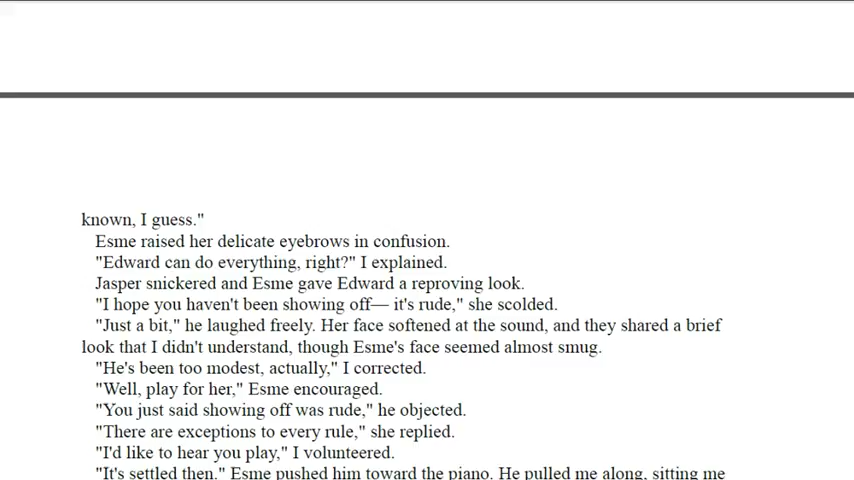 known, I guess."
Esme raised her delicate eyebrows in confusion.
"Edward can do everything, right?" I explained.
Jasper snickered and Esme gave Edward a reproving look.
"I hope you haven't been showing off— it's rude," she scolded.
"Just a bit," he laughed freely. Her face softened at the sound, and they shared a brief
look that I didn't understand, though Esme's face seemed almost smug.
"He's been too modest, actually," I corrected.
"Well, play for her," Esme encouraged.
"You just said showing off was rude," he objected.
"There are exceptions to every rule," she replied.
"I'd like to hear you play," I volunteered.
"It's settled then." Esme pushed him toward the piano. He pulled me along, sitting me